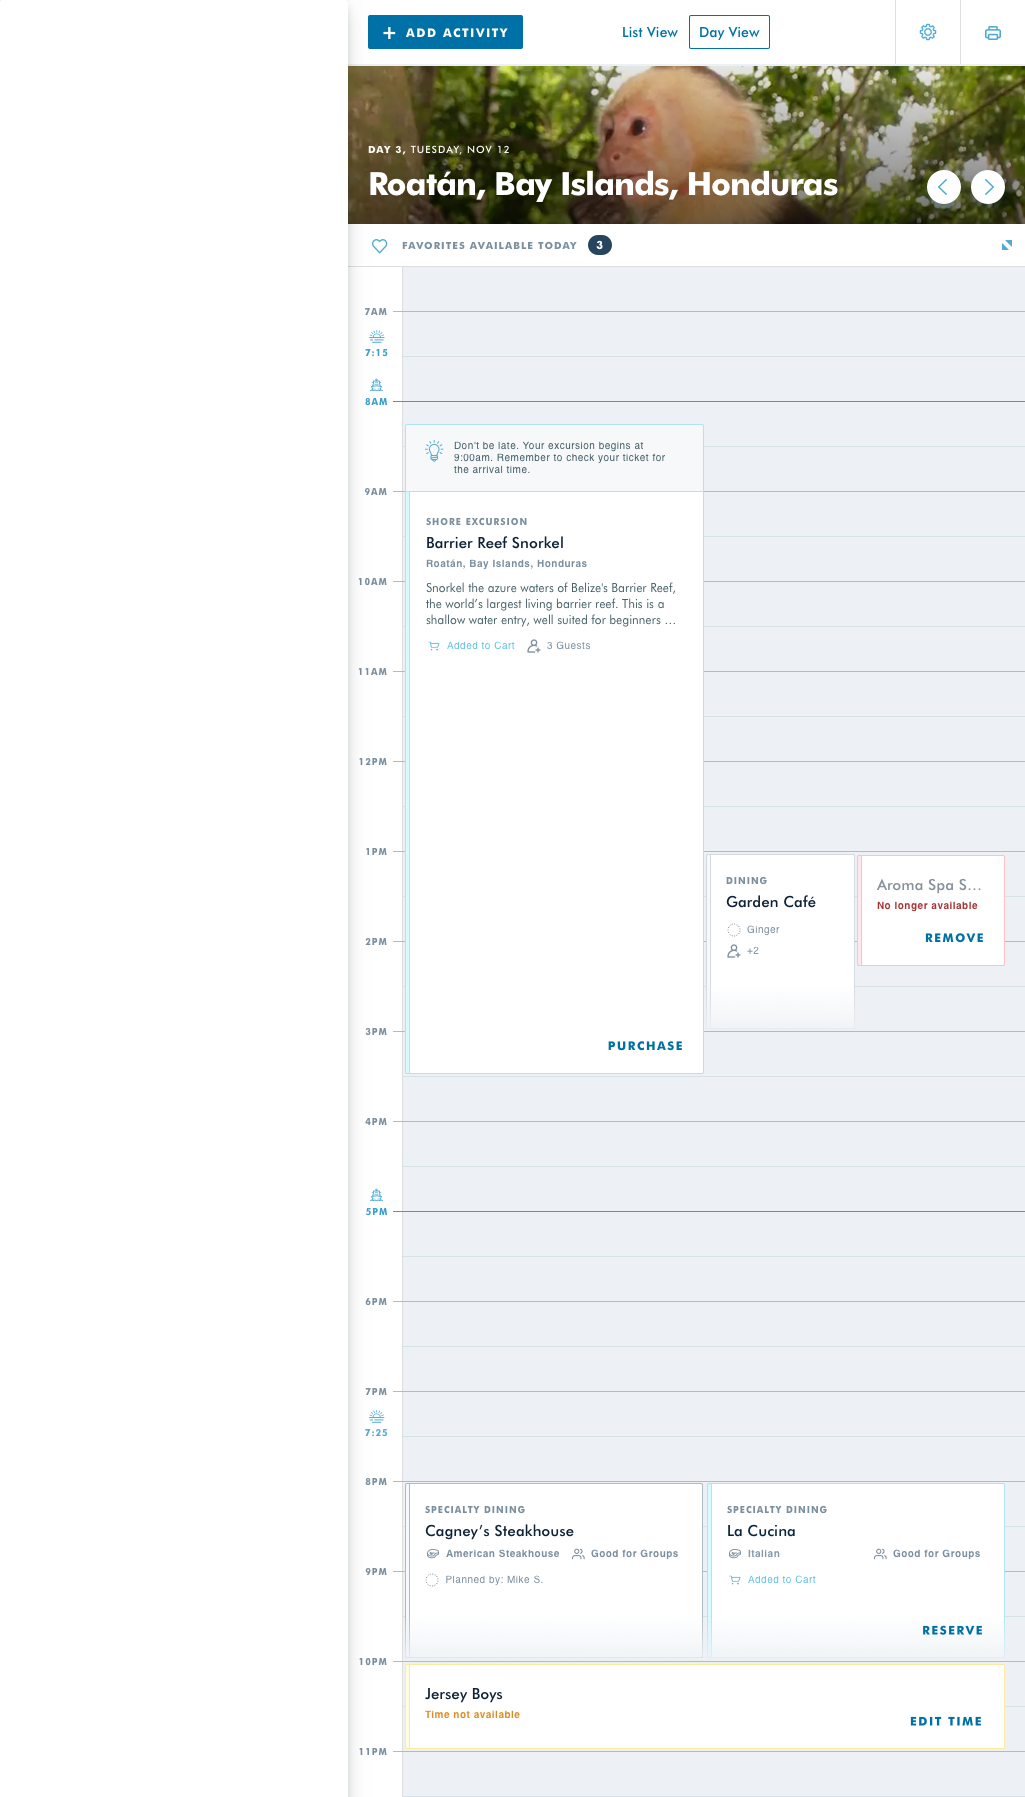 ADD ACTIVITY
List View
Day View
DAY 3, TUESDAY, NOV 12
Roatán, Bay Islands, Honduras
FAVORITES AVAILABLE TODAY 3
7AM
7:15
8AM
Don't be late. Your excursion begins at
9:00am. Remember to check your ticket for
the arrival time.
9AM
SHORE EXCURSION
Barrier Reef Snorkel
Roatán, Bay Islands, Honduras
10AM
Snorkel the azure waters of Belize's Barrier Reef,
the world’s largest living barrier reef. This is a
shallow water entry, well suited for beginners ...
Added to Cart
3 Guests
11AM
12PM
1PM
DINING
Garden Café
Ginger
+2
Aroma Spa S...
No longer available
REMOVE
2PM
3PM
PURCHASE
4PM
5PM
6PM
7PM
7:25
8PM
SPECIALTY DINING
Cagney’s Steakhouse
American Steakhouse
Good for Groups
Planned by: Mike S.
SPECIALTY DINING
La Cucina
Italian
Good for Groups
Added to Cart
RESERVE
9PM
10PM
Jersey Boys
Time not available
EDIT TIME
11PM